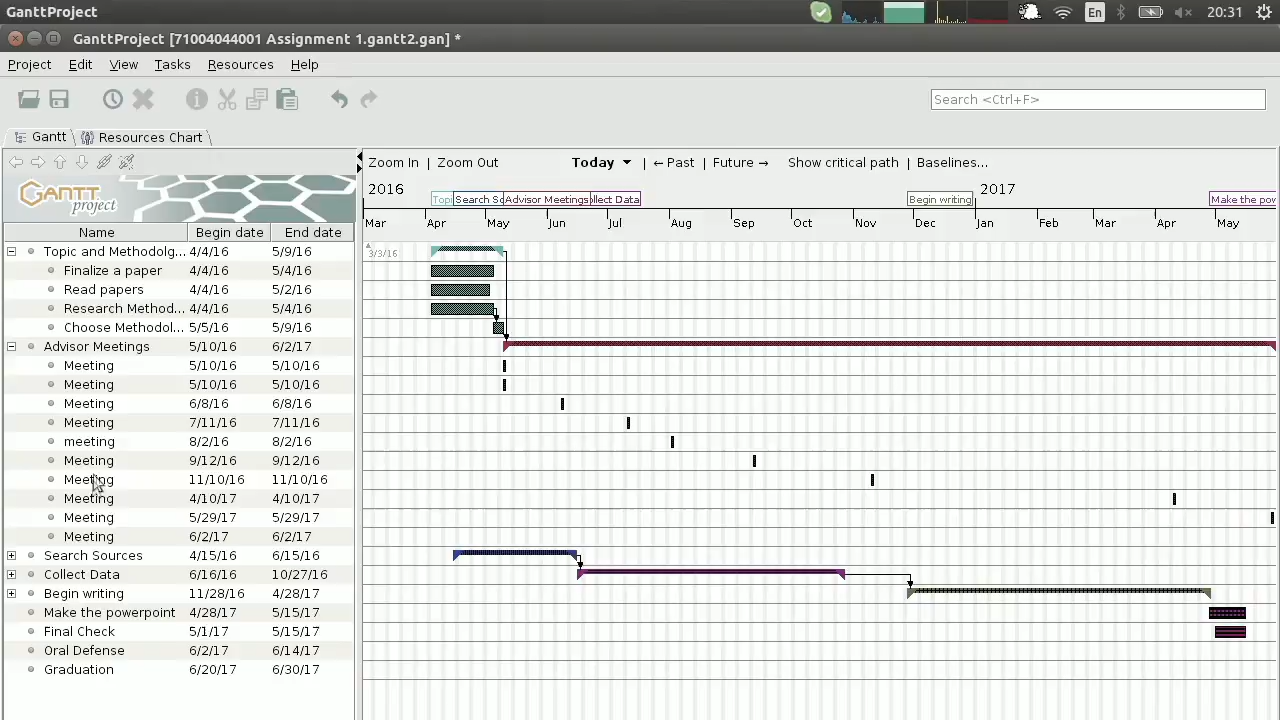 GanttProject
En
20:31
GanttProject [71004044001 Assignment 1.gantt2.gan] *
Project Edit View Tasks Resources Help
Search <Ctrl+F>
Gantt Resources Chart
Zoom In | Zoom Out Today | ← Past | Future → Show critical path | Baselines...
GANTT project
2016 2017
Topi Search So Advisor Meetings ollect Data Begin writing Make the pow
Name Begin date End date
Mar Apr May Jun Jul Aug Sep Oct Nov Dec Jan Feb Mar Apr May
3/3/16
Topic and Methodolg... 4/4/16 5/9/16
Finalize a paper 4/4/16 5/4/16
Read papers 4/4/16 5/2/16
Research Method... 4/4/16 5/4/16
Choose Methodol... 5/5/16 5/9/16
Advisor Meetings 5/10/16 6/2/17
Meeting 5/10/16 5/10/16
Meeting 5/10/16 5/10/16
Meeting 6/8/16 6/8/16
Meeting 7/11/16 7/11/16
meeting 8/2/16 8/2/16
Meeting 9/12/16 9/12/16
Meeting 11/10/16 11/10/16
Meeting 4/10/17 4/10/17
Meeting 5/29/17 5/29/17
Meeting 6/2/17 6/2/17
Search Sources 4/15/16 6/15/16
Collect Data 6/16/16 10/27/16
Begin writing 11/28/16 4/28/17
Make the powerpoint 4/28/17 5/15/17
Final Check 5/1/17 5/15/17
Oral Defense 6/2/17 6/14/17
Graduation 6/20/17 6/30/17